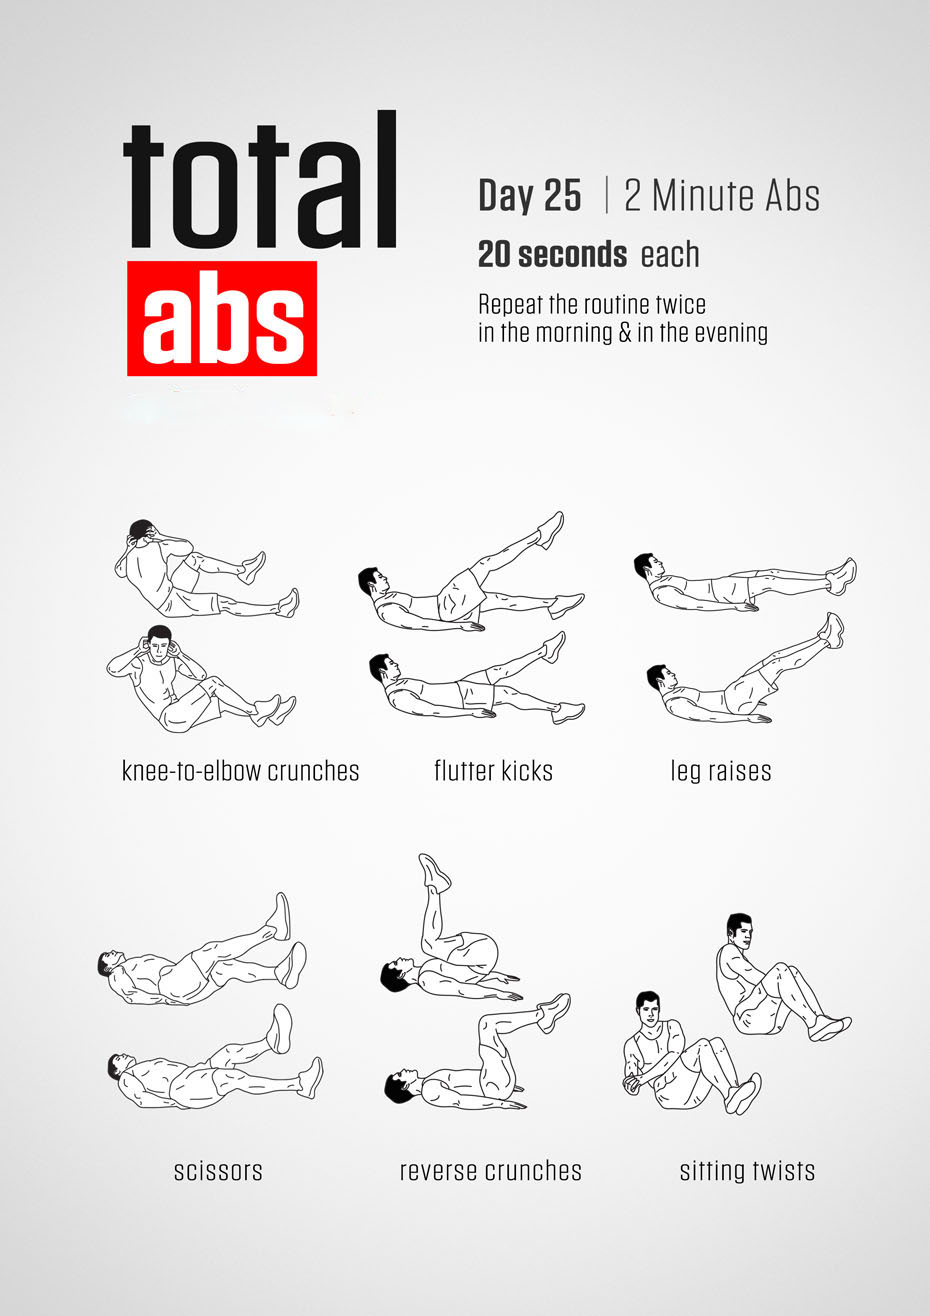 total
abs
Day 25 | 2 Minute Abs
20 seconds each
Repeat the routine twice
in the morning & in the evening
knee-to-elbow crunches
flutter kicks
leg raises
scissors
reverse crunches
sitting twists